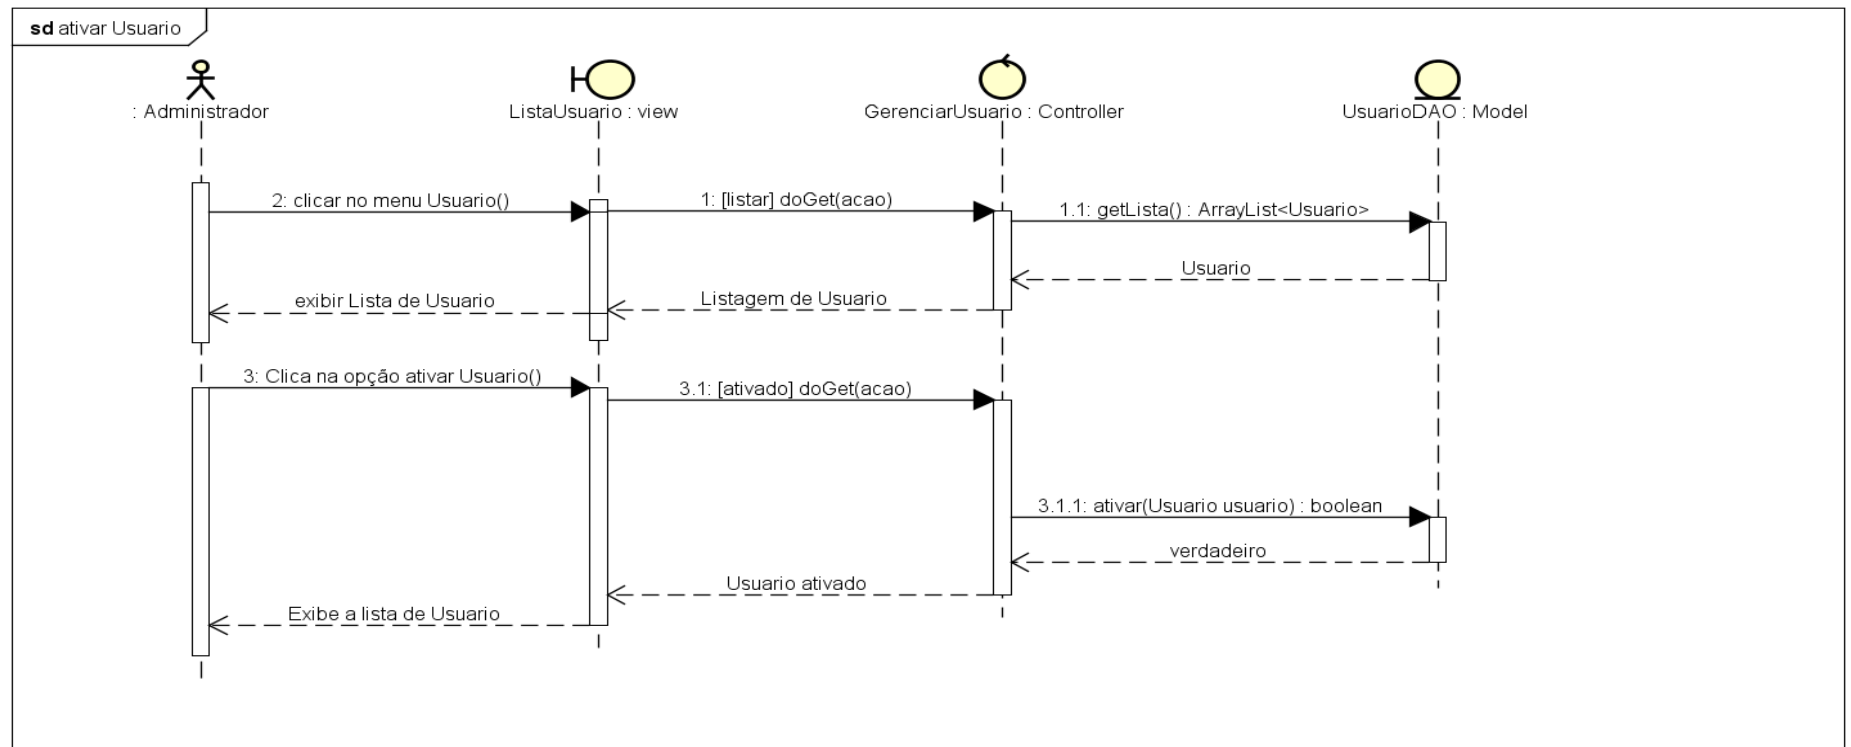 sd ativar Usuario
: Administrador
ListaUsuario : view
GerenciarUsuario : Controller
UsuarioDAO : Model
2: clicar no menu Usuario()
1: [listar] doGet(acao)
1.1: getLista() : ArrayList<Usuario>
Usuario
Listagem de Usuario
exibir Lista de Usuario
3: Clica na opção ativar Usuario()
3.1: [ativado] doGet(acao)
3.1.1: ativar(Usuario usuario) : boolean
verdadeiro
Usuario ativado
Exibe a lista de Usuario